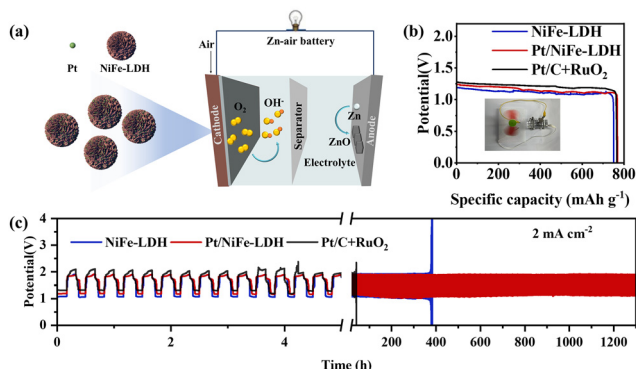 (a)
Pt
NiFe-LDH
Air
Zn-air battery
Cathode
O₂
OH⁻
Separator
Electrolyte
Zn
ZnO
Anode
(b)
Potential(V)
2.0
1.5
1.0
0.5
0.0
NiFe-LDH
Pt/NiFe-LDH
Pt/C+RuO₂
0 200 400 600 800
Specific capacity (mAh g⁻¹)
(c)
Potential(V)
4
3
2
1
0
NiFe-LDH Pt/NiFe-LDH Pt/C+RuO₂
2 mA cm⁻²
0 2 4 200 400 600 800 1000 1200
Time (h)